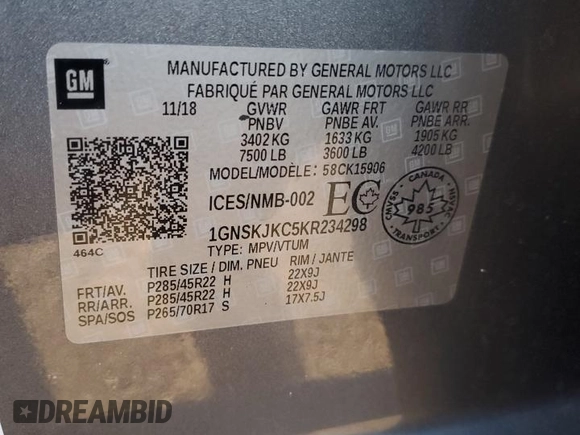 GM
MANUFACTURED BY GENERAL MOTORS LLC
FABRIQUÉ PAR GENERAL MOTORS LLC
11/18 GVWR GAWR FRT GAWR RR
PNBV PNBE AV. PNBE ARR.
3402 KG 1633 KG 1905 KG
7500 LB 3600 LB 4200 LB
MODEL/MODÈLE: 58CK15906
ICES/NMB-002 EC
CANADA
985
CMVSS NSVAC
1GNSKJKC5KR234298
TYPE: MPV/VTUM
464C
TIRE SIZE / DIM. PNEU RIM / JANTE
FRT/AV. P285/45R22 H 22X9J
RR/ARR. P285/45R22 H 22X9J
SPA/SOS P265/70R17 S 17X7.5J
DREAMBID